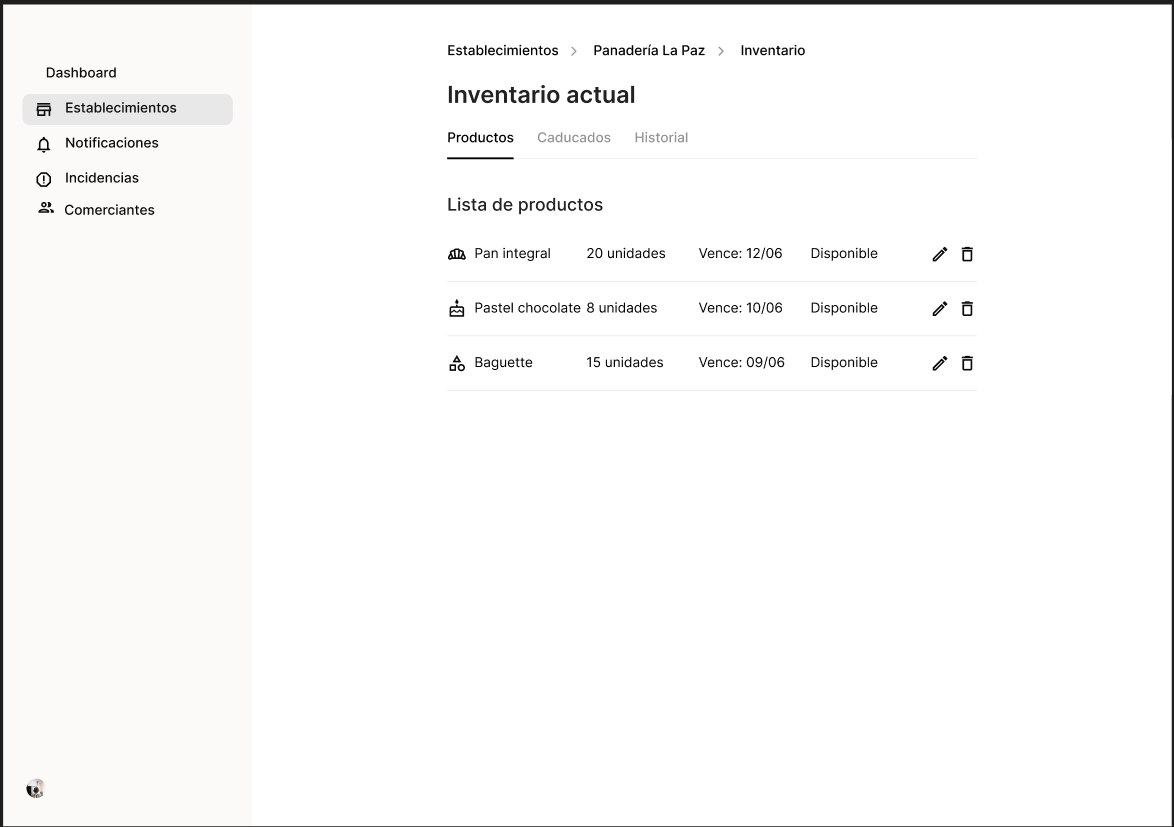 Dashboard
Establecimientos
Notificaciones
Incidencias
Comerciantes
Establecimientos > Panadería La Paz > Inventario
Inventario actual
Productos Caducados Historial
Lista de productos
Pan integral 20 unidades Vence: 12/06 Disponible
Pastel chocolate 8 unidades Vence: 10/06 Disponible
Baguette 15 unidades Vence: 09/06 Disponible